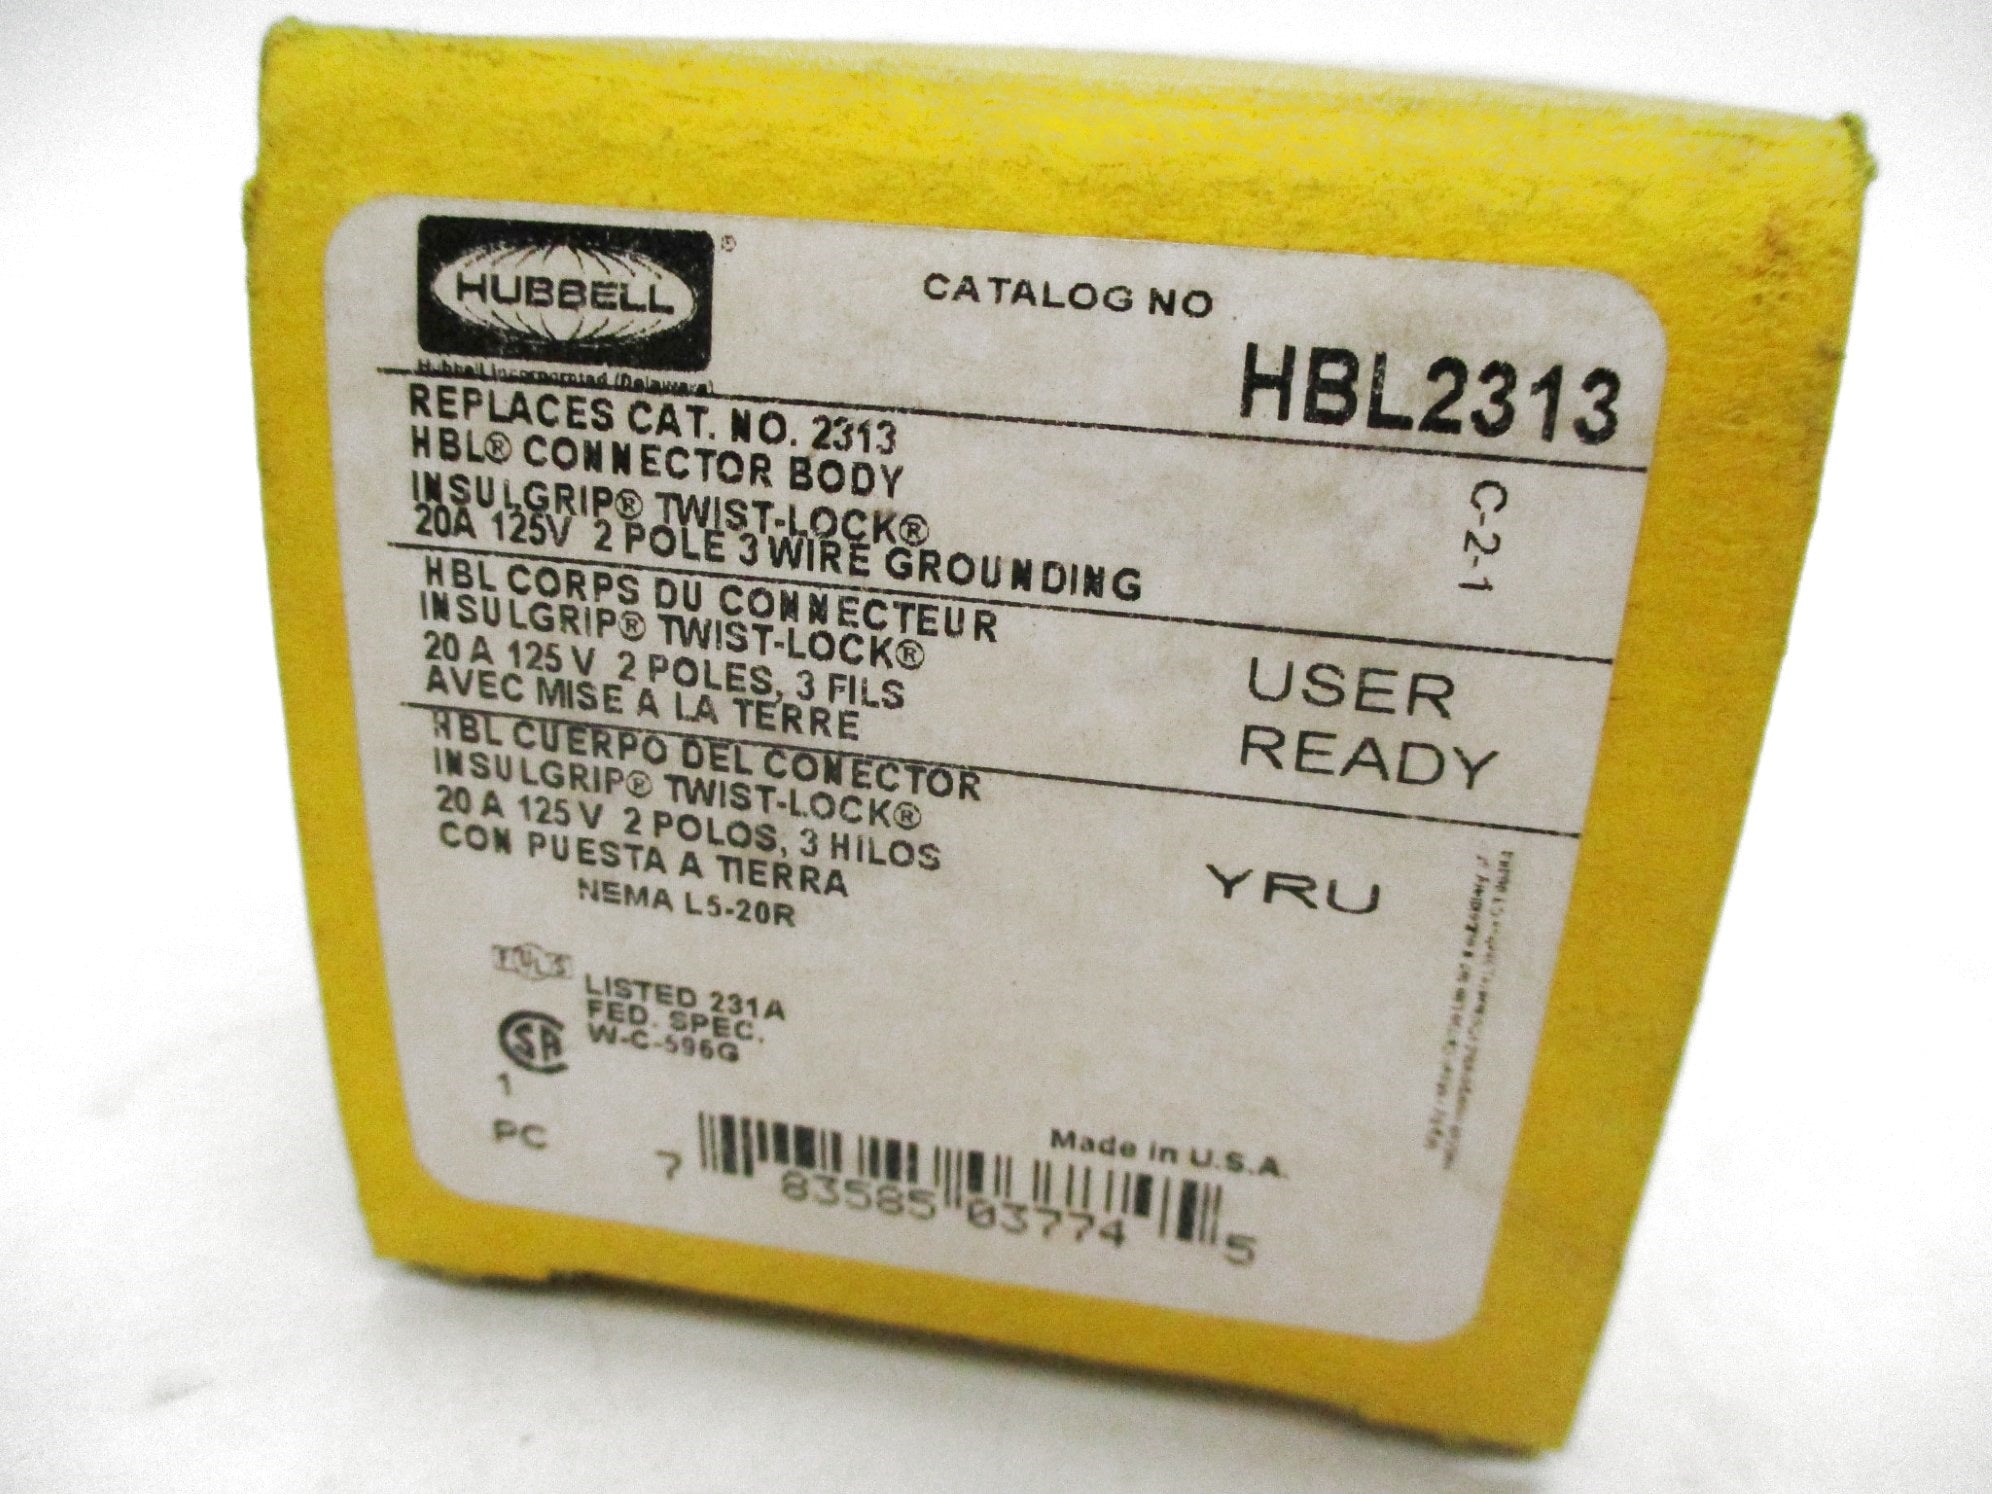 HUBBELL®
Hubbell Incorporated (Delaware)
CATALOG NO
HBL2313
REPLACES CAT. NO. 2313
HBL® CONNECTOR BODY
INSULGRIP® TWIST-LOCK®
20A 125V 2 POLE 3 WIRE GROUNDING
C-2-1
HBL CORPS DU CONNECTEUR
INSULGRIP® TWIST-LOCK®
20 A 125 V 2 POLES, 3 FILS
AVEC MISE A LA TERRE
USER
READY
HBL CUERPO DEL CONECTOR
INSULGRIP® TWIST-LOCK®
20 A 125 V 2 POLOS, 3 HILOS
CON PUESTA A TIERRA
NEMA L5-20R
YRU
LISTED 231A
FED. SPEC.
W-C-596G
1
PC
Made in U.S.A.
7 83585 03774 5